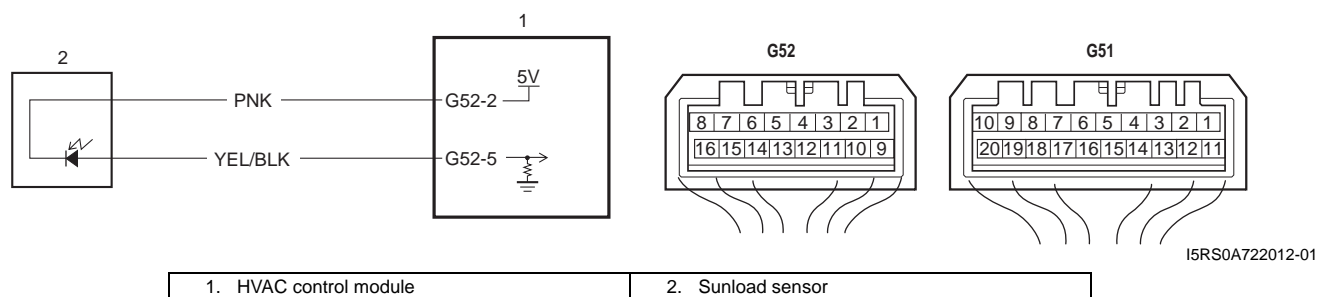 1
2
G52
G51
5V
PNK
G52-2
YEL/BLK
G52-5
8 7 6 5 4 3 2 1
16 15 14 13 12 11 10 9
10 9 8 7 6 5 4 3 2 1
20 19 18 17 16 15 14 13 12 11
I5RS0A722012-01
1. HVAC control module 2. Sunload sensor